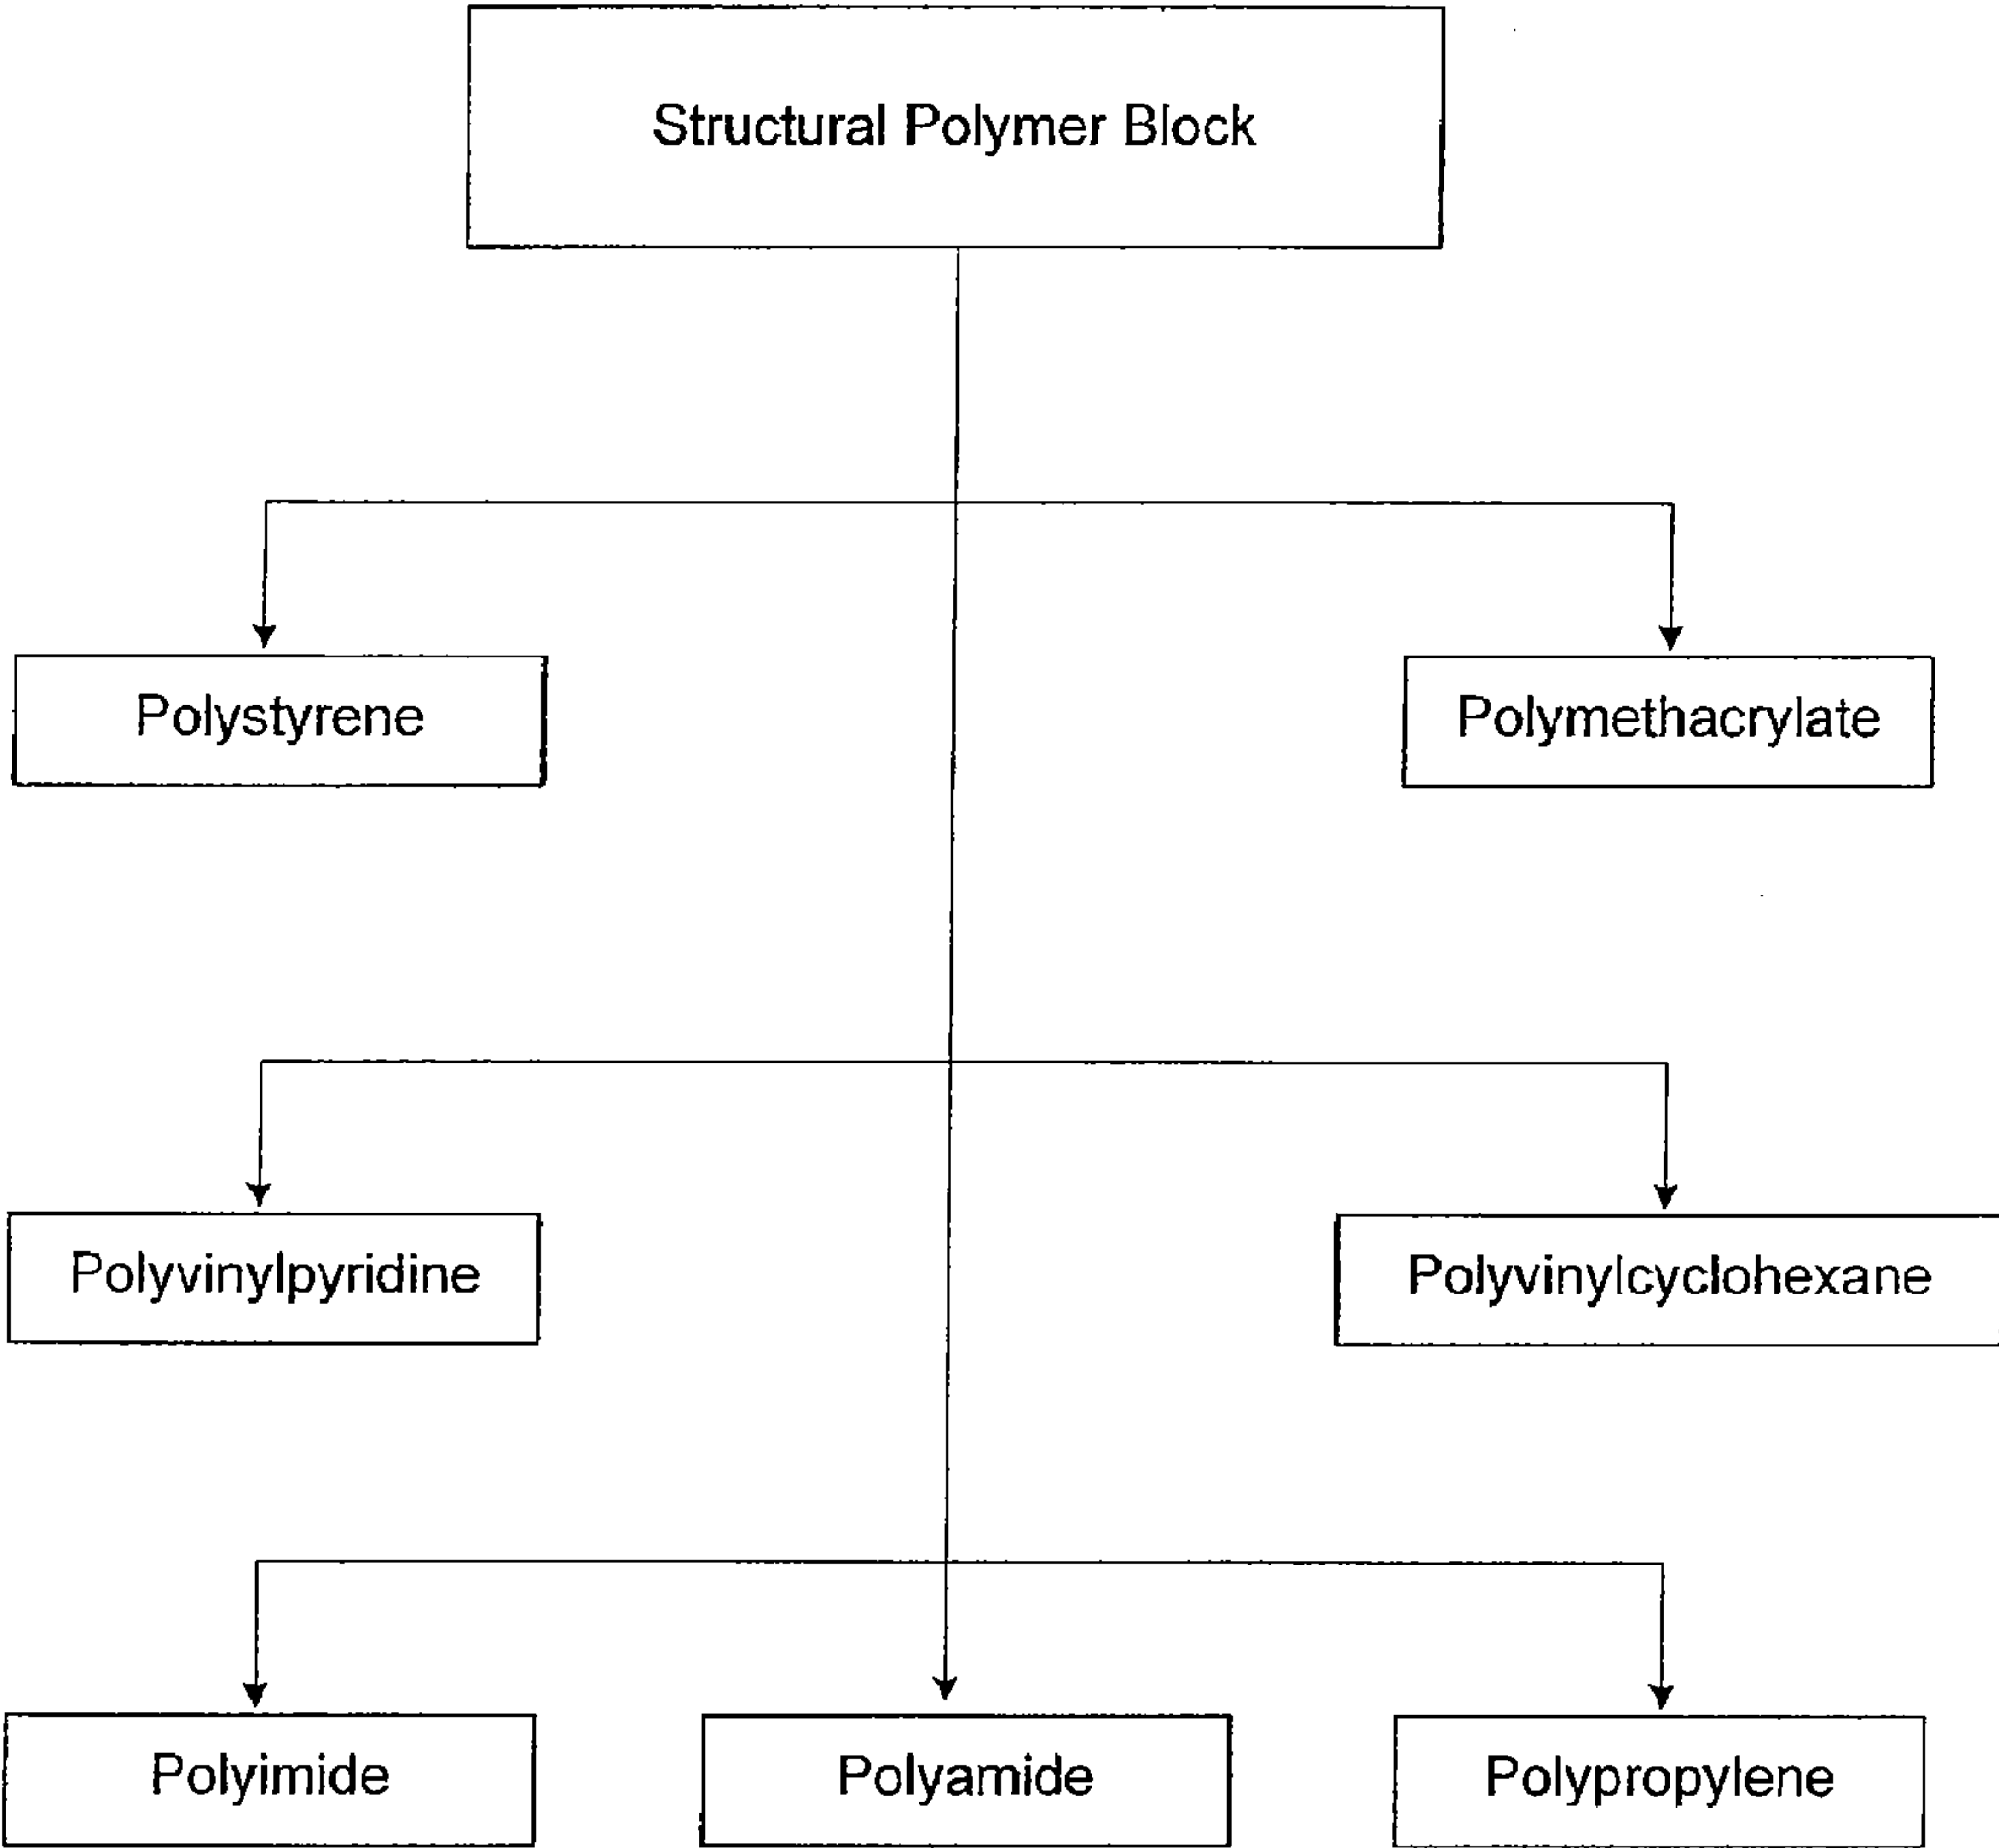 Structural Polymer Block
Polystyrene
Polymethacrylate
Polyvinylpyridine
Polyvinylcyclohexane
Polyimide
Polyamide
Polypropylene